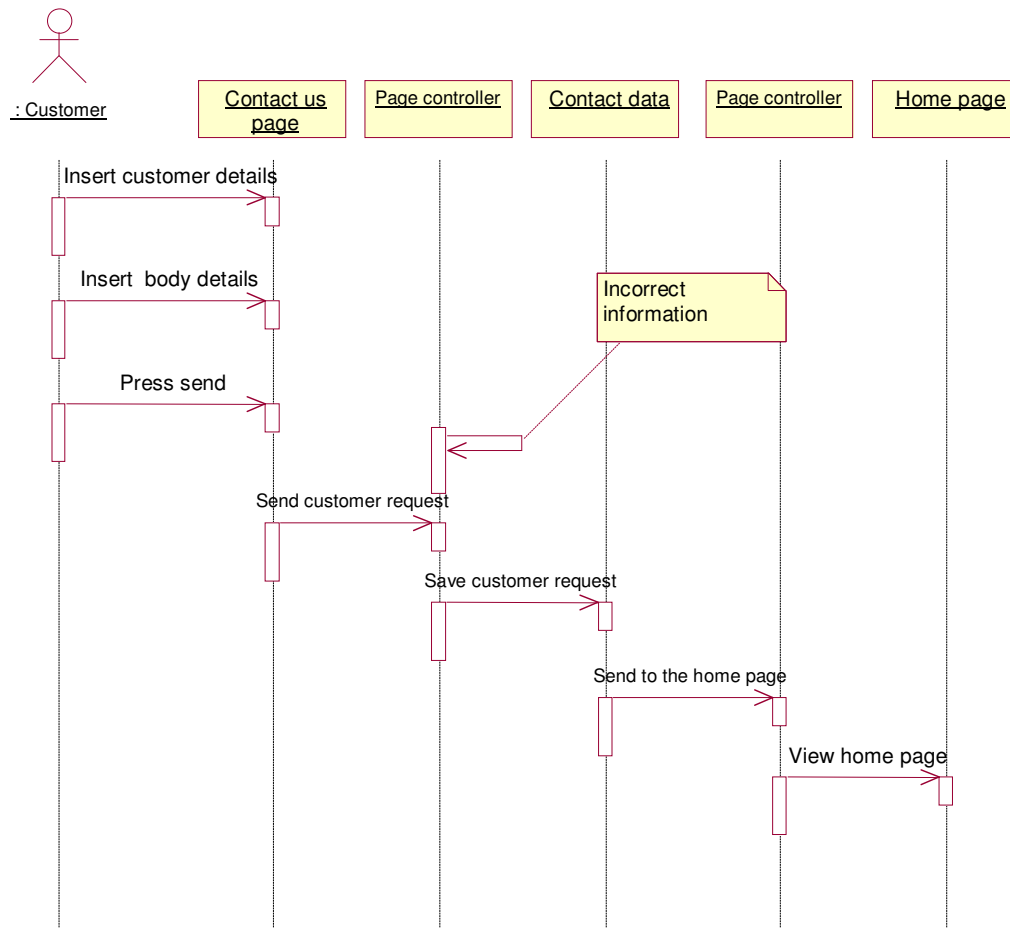 : Customer
Contact us
page
Page controller
Contact data
Page controller
Home page
Insert customer details
Insert  body details
Incorrect
information
Press send
Send customer request
Save customer request
Send to the home page
View home page